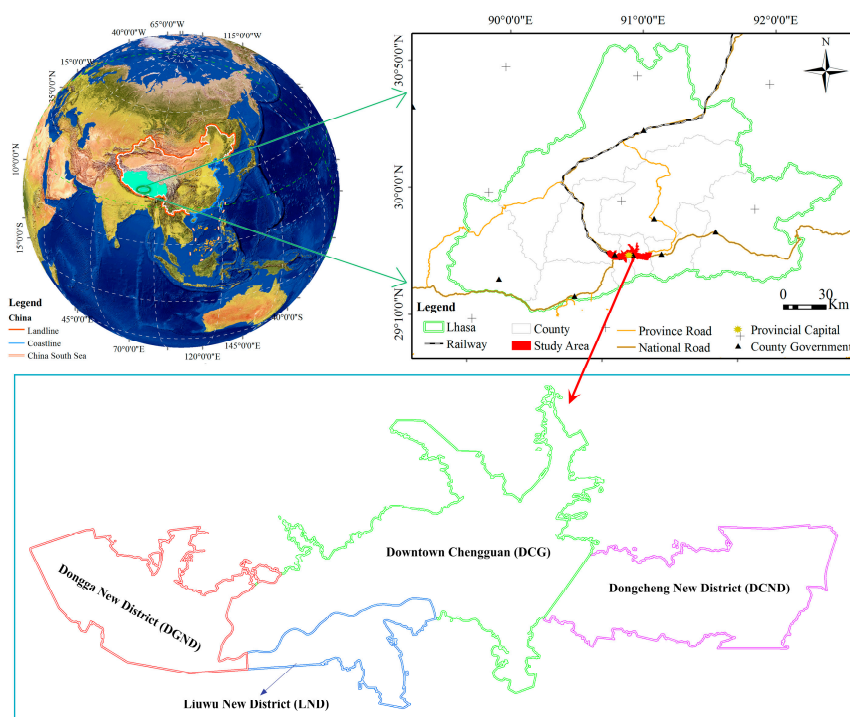 60°W 65°E 105°W 115°0'0"W
40°0'0"W
15°0'0"W
15°0'0"N
10°0'0"N
15°0'0"S
45°0'0"E
70°0'0"E
120°0'0"E
145°0'0"E
40°0'0"S
Legend
China
Landline
Coastline
China South Sea
90°0'0"E 91°0'0"E 92°0'0"E
30°50'0"N
30°0'0"N
29°10'0"N
N
0 30
Km
Legend
Lhasa
County
Province Road
Provincial Capital
Railway
Study Area
National Road
County Government
Downtown Chengguan (DCG)
Dongga New District (DGND)
Dongcheng New District (DCND)
Liuwu New District (LND)